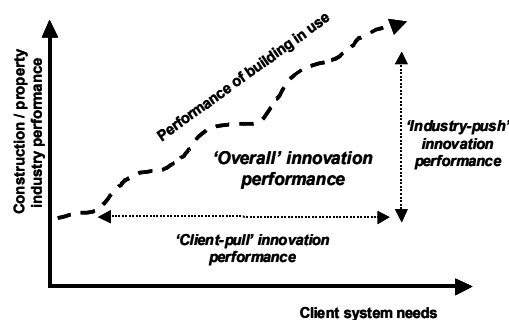 Construction / property
industry performance
Performance of building in use
‘Overall’ innovation
performance
‘Industry-push’
innovation
performance
‘Client-pull’ innovation
performance
Client system needs